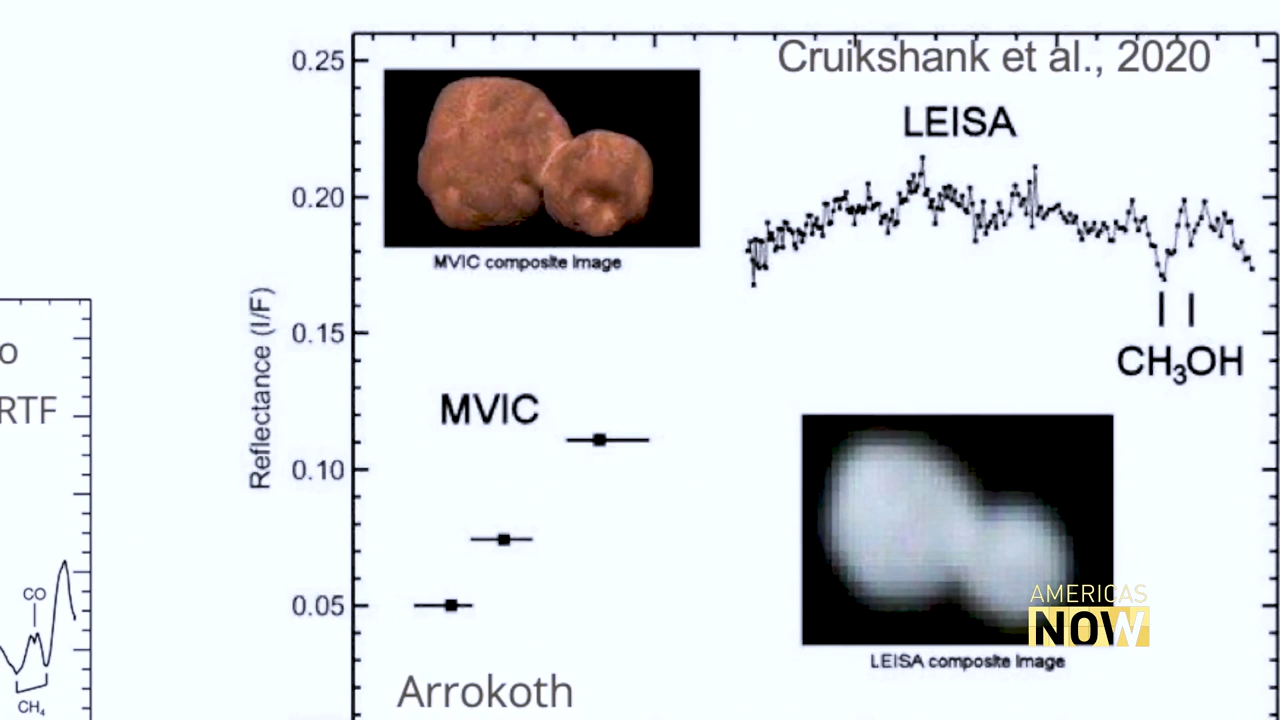 0.25
Cruikshank et al., 2020
LEISA
0.20
MVIC composite image
Reflectance (I/F)
0.15
CH₃OH
MVIC
RTF
0.10
CO
0.05
AMERICAS
NOW
LEISA composite image
Arrokoth
CH₄